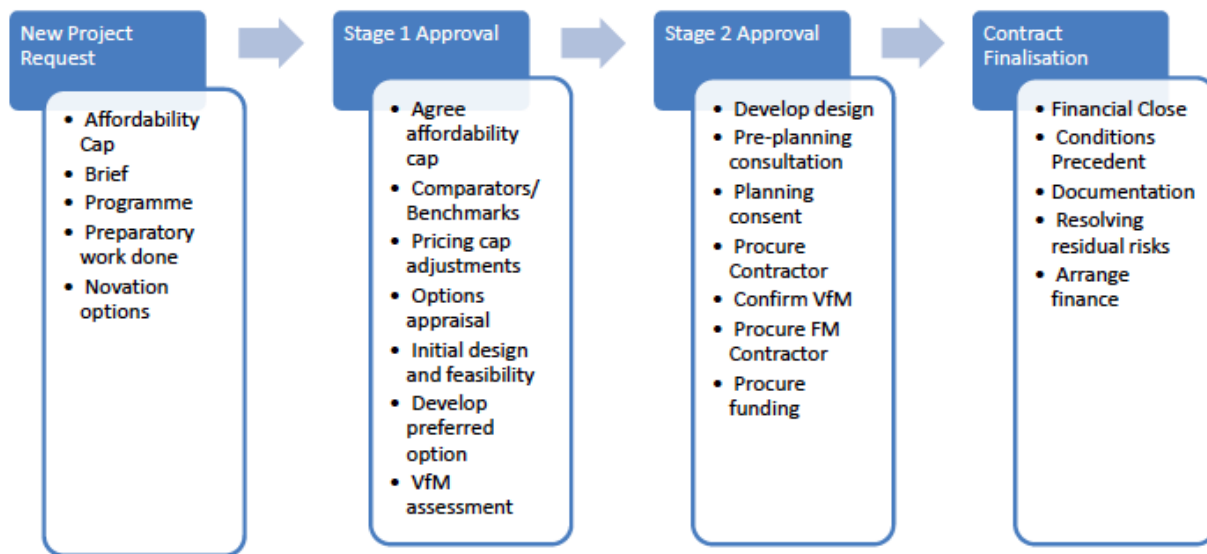 New Project
Request
• Affordability
Cap
• Brief
• Programme
• Preparatory
work done
• Novation
options
Stage 1 Approval
• Agree
affordability
cap
• Comparators/
Benchmarks
• Pricing cap
adjustments
• Options
appraisal
• Initial design
and feasibility
• Develop
preferred
option
• VfM
assessment
Stage 2 Approval
• Develop design
• Pre-planning
consultation
• Planning
consent
• Procure
Contractor
• Confirm VfM
• Procure FM
Contractor
• Procure
funding
Contract
Finalisation
• Financial Close
• Conditions
Precedent
• Documentation
• Resolving
residual risks
• Arrange
finance